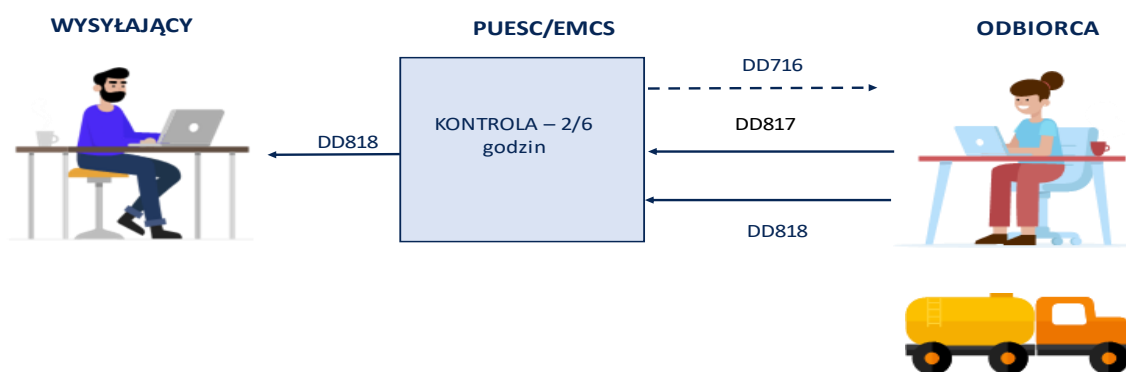 WYSYŁAJĄCY
PUESC/EMCS
ODBIORCA
DD716
KONTROLA – 2/6
godzin
DD817
DD818
DD818